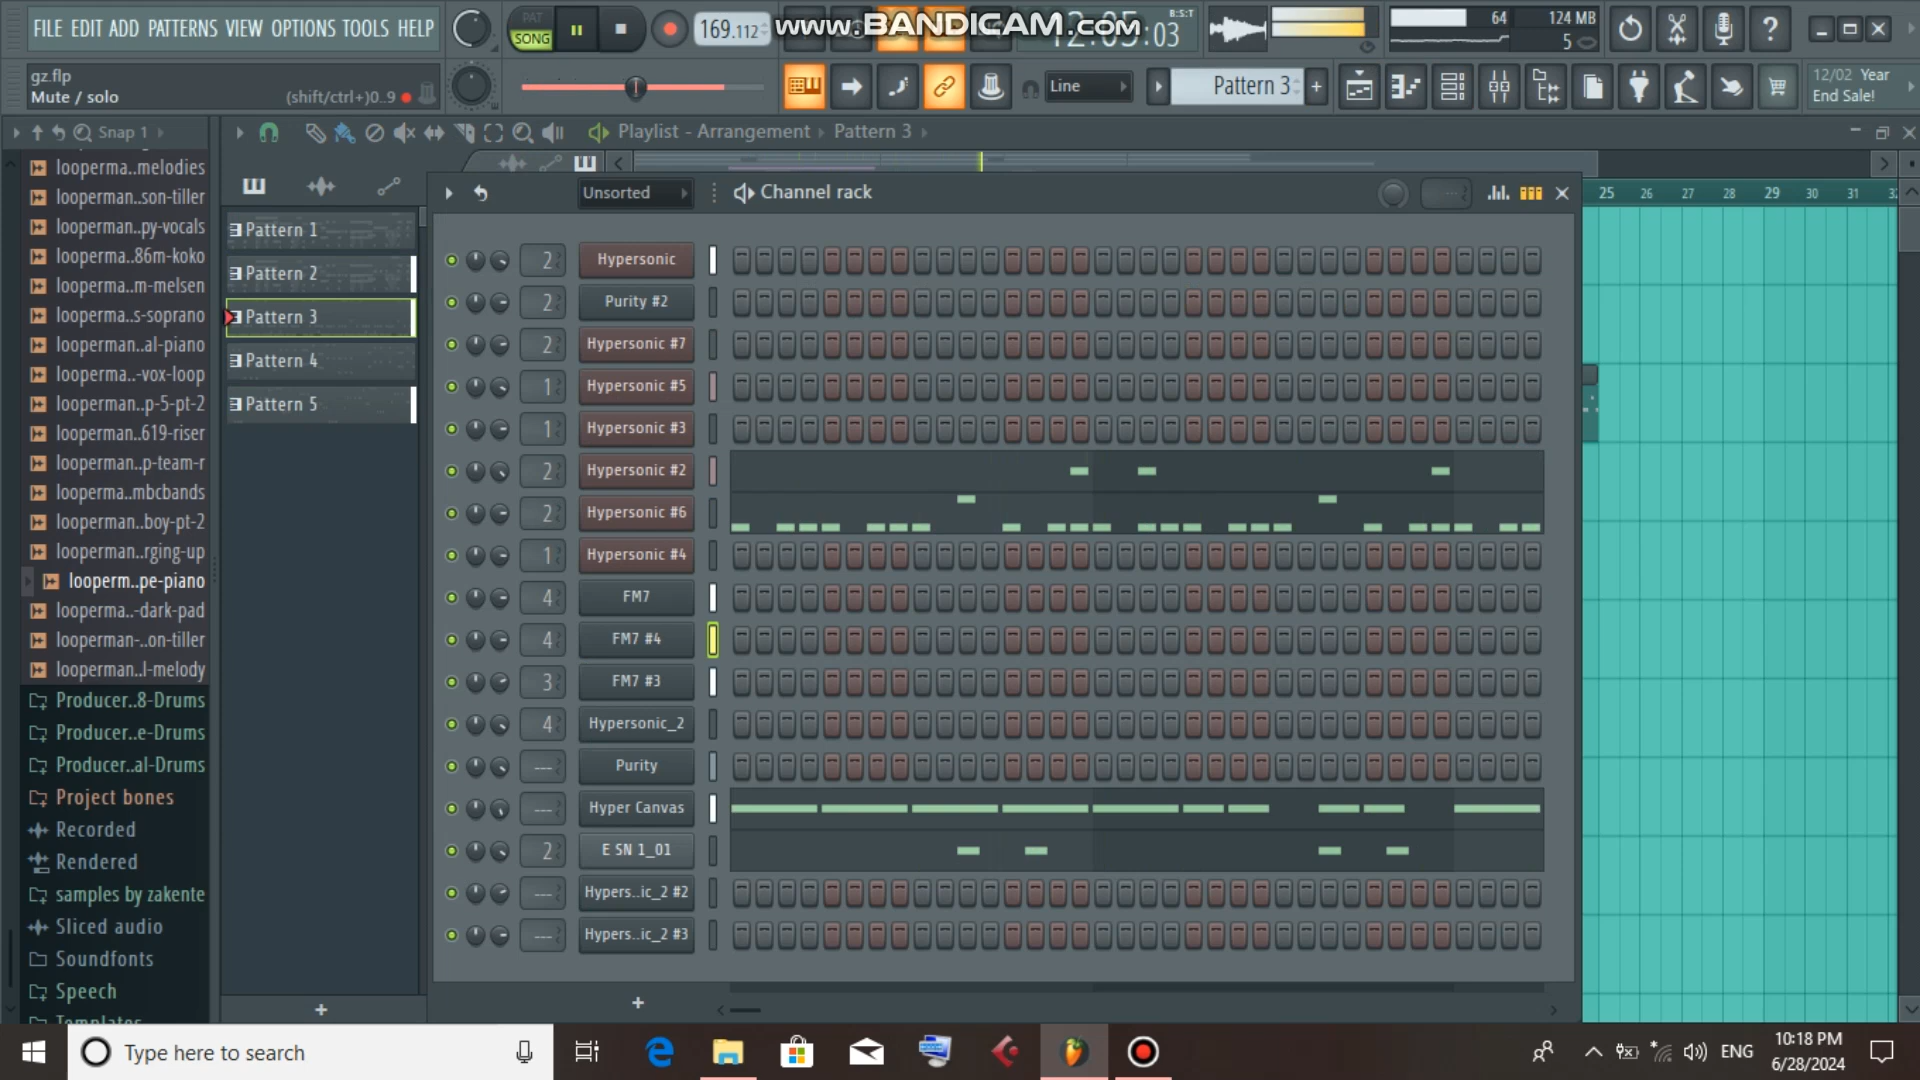 FILE EDIT ADD PATTERNS VIEW OPTIONS TOOLS HELP
PAT
SONG
169.112
www.BANDICAM.com
12:05:03
B:S:T
64
124 MB
5
gz.flp
Mute / solo
(shift/ctrl+)0..9
Line
Pattern 3
+
12/02 Year
End Sale!
Snap 1
Playlist - Arrangement
Pattern 3
looperma..melodies
looperman..son-tiller
looperman..py-vocals
looperma..86m-koko
looperma..m-melsen
looperma..s-soprano
looperman..al-piano
looperma..-vox-loop
looperman..p-5-pt-2
looperman..619-riser
looperman..p-team-r
looperma..mbcbands
looperman..boy-pt-2
looperman..rging-up
looperm..pe-piano
looperma..-dark-pad
looperman-..on-tiller
looperman..l-melody
Producer..8-Drums
Producer..e-Drums
Producer..al-Drums
Project bones
Recorded
Rendered
samples by zakente
Sliced audio
Soundfonts
Speech
Templates
Pattern 1
Pattern 2
Pattern 3
Pattern 4
Pattern 5
+
Unsorted
Channel rack
25 26 27 28 29 30 31 32
2 Hypersonic
2 Purity #2
2 Hypersonic #7
1 Hypersonic #5
1 Hypersonic #3
2 Hypersonic #2
2 Hypersonic #6
1 Hypersonic #4
4 FM7
4 FM7 #4
3 FM7 #3
4 Hypersonic_2
--- Purity
--- Hyper Canvas
2 E SN 1_01
--- Hypers..ic_2 #2
--- Hypers..ic_2 #3
+
Type here to search
ENG
10:18 PM
6/28/2024